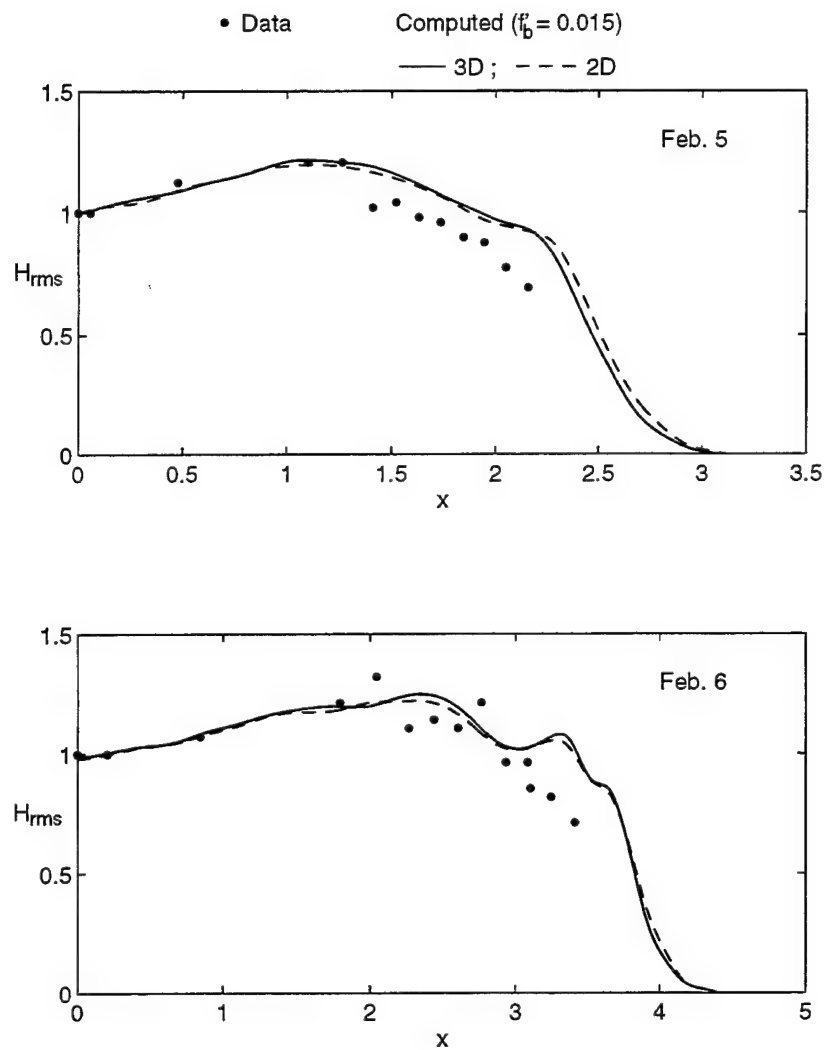 • Data Computed (f'b = 0.015)
3D ; 2D
1.5
Feb. 5
1
Hrms
0.5
0
0 0.5 1 1.5 2 2.5 3 3.5
x
1.5
Feb. 6
1
Hrms
0.5
0
0 1 2 3 4 5
x